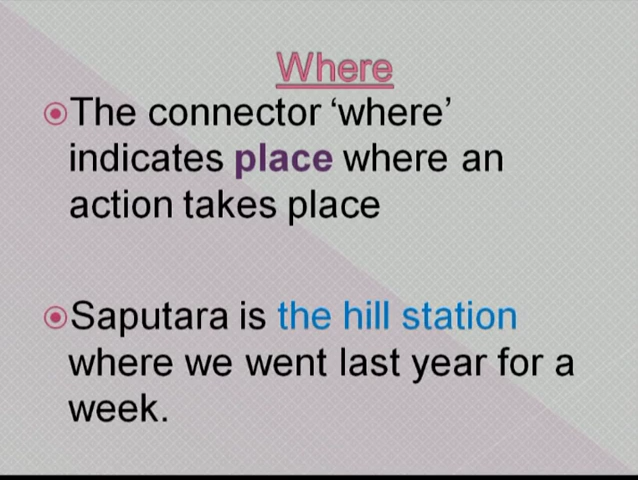 Where
The connector ‘where’
indicates place where an
action takes place
Saputara is the hill station
where we went last year for a
week.